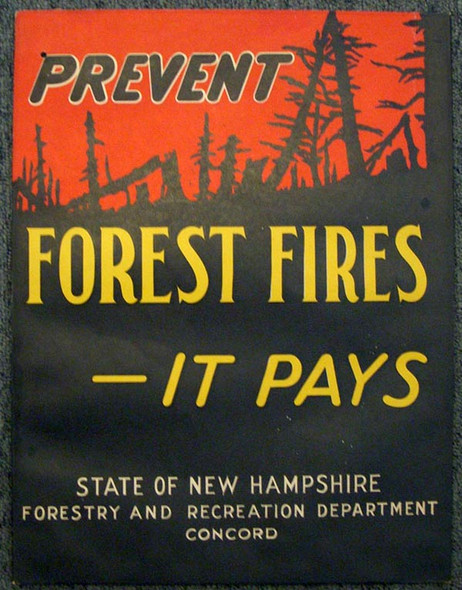 PREVENT
FOREST FIRES
— IT PAYS
STATE OF NEW HAMPSHIRE
FORESTRY AND RECREATION DEPARTMENT
CONCORD